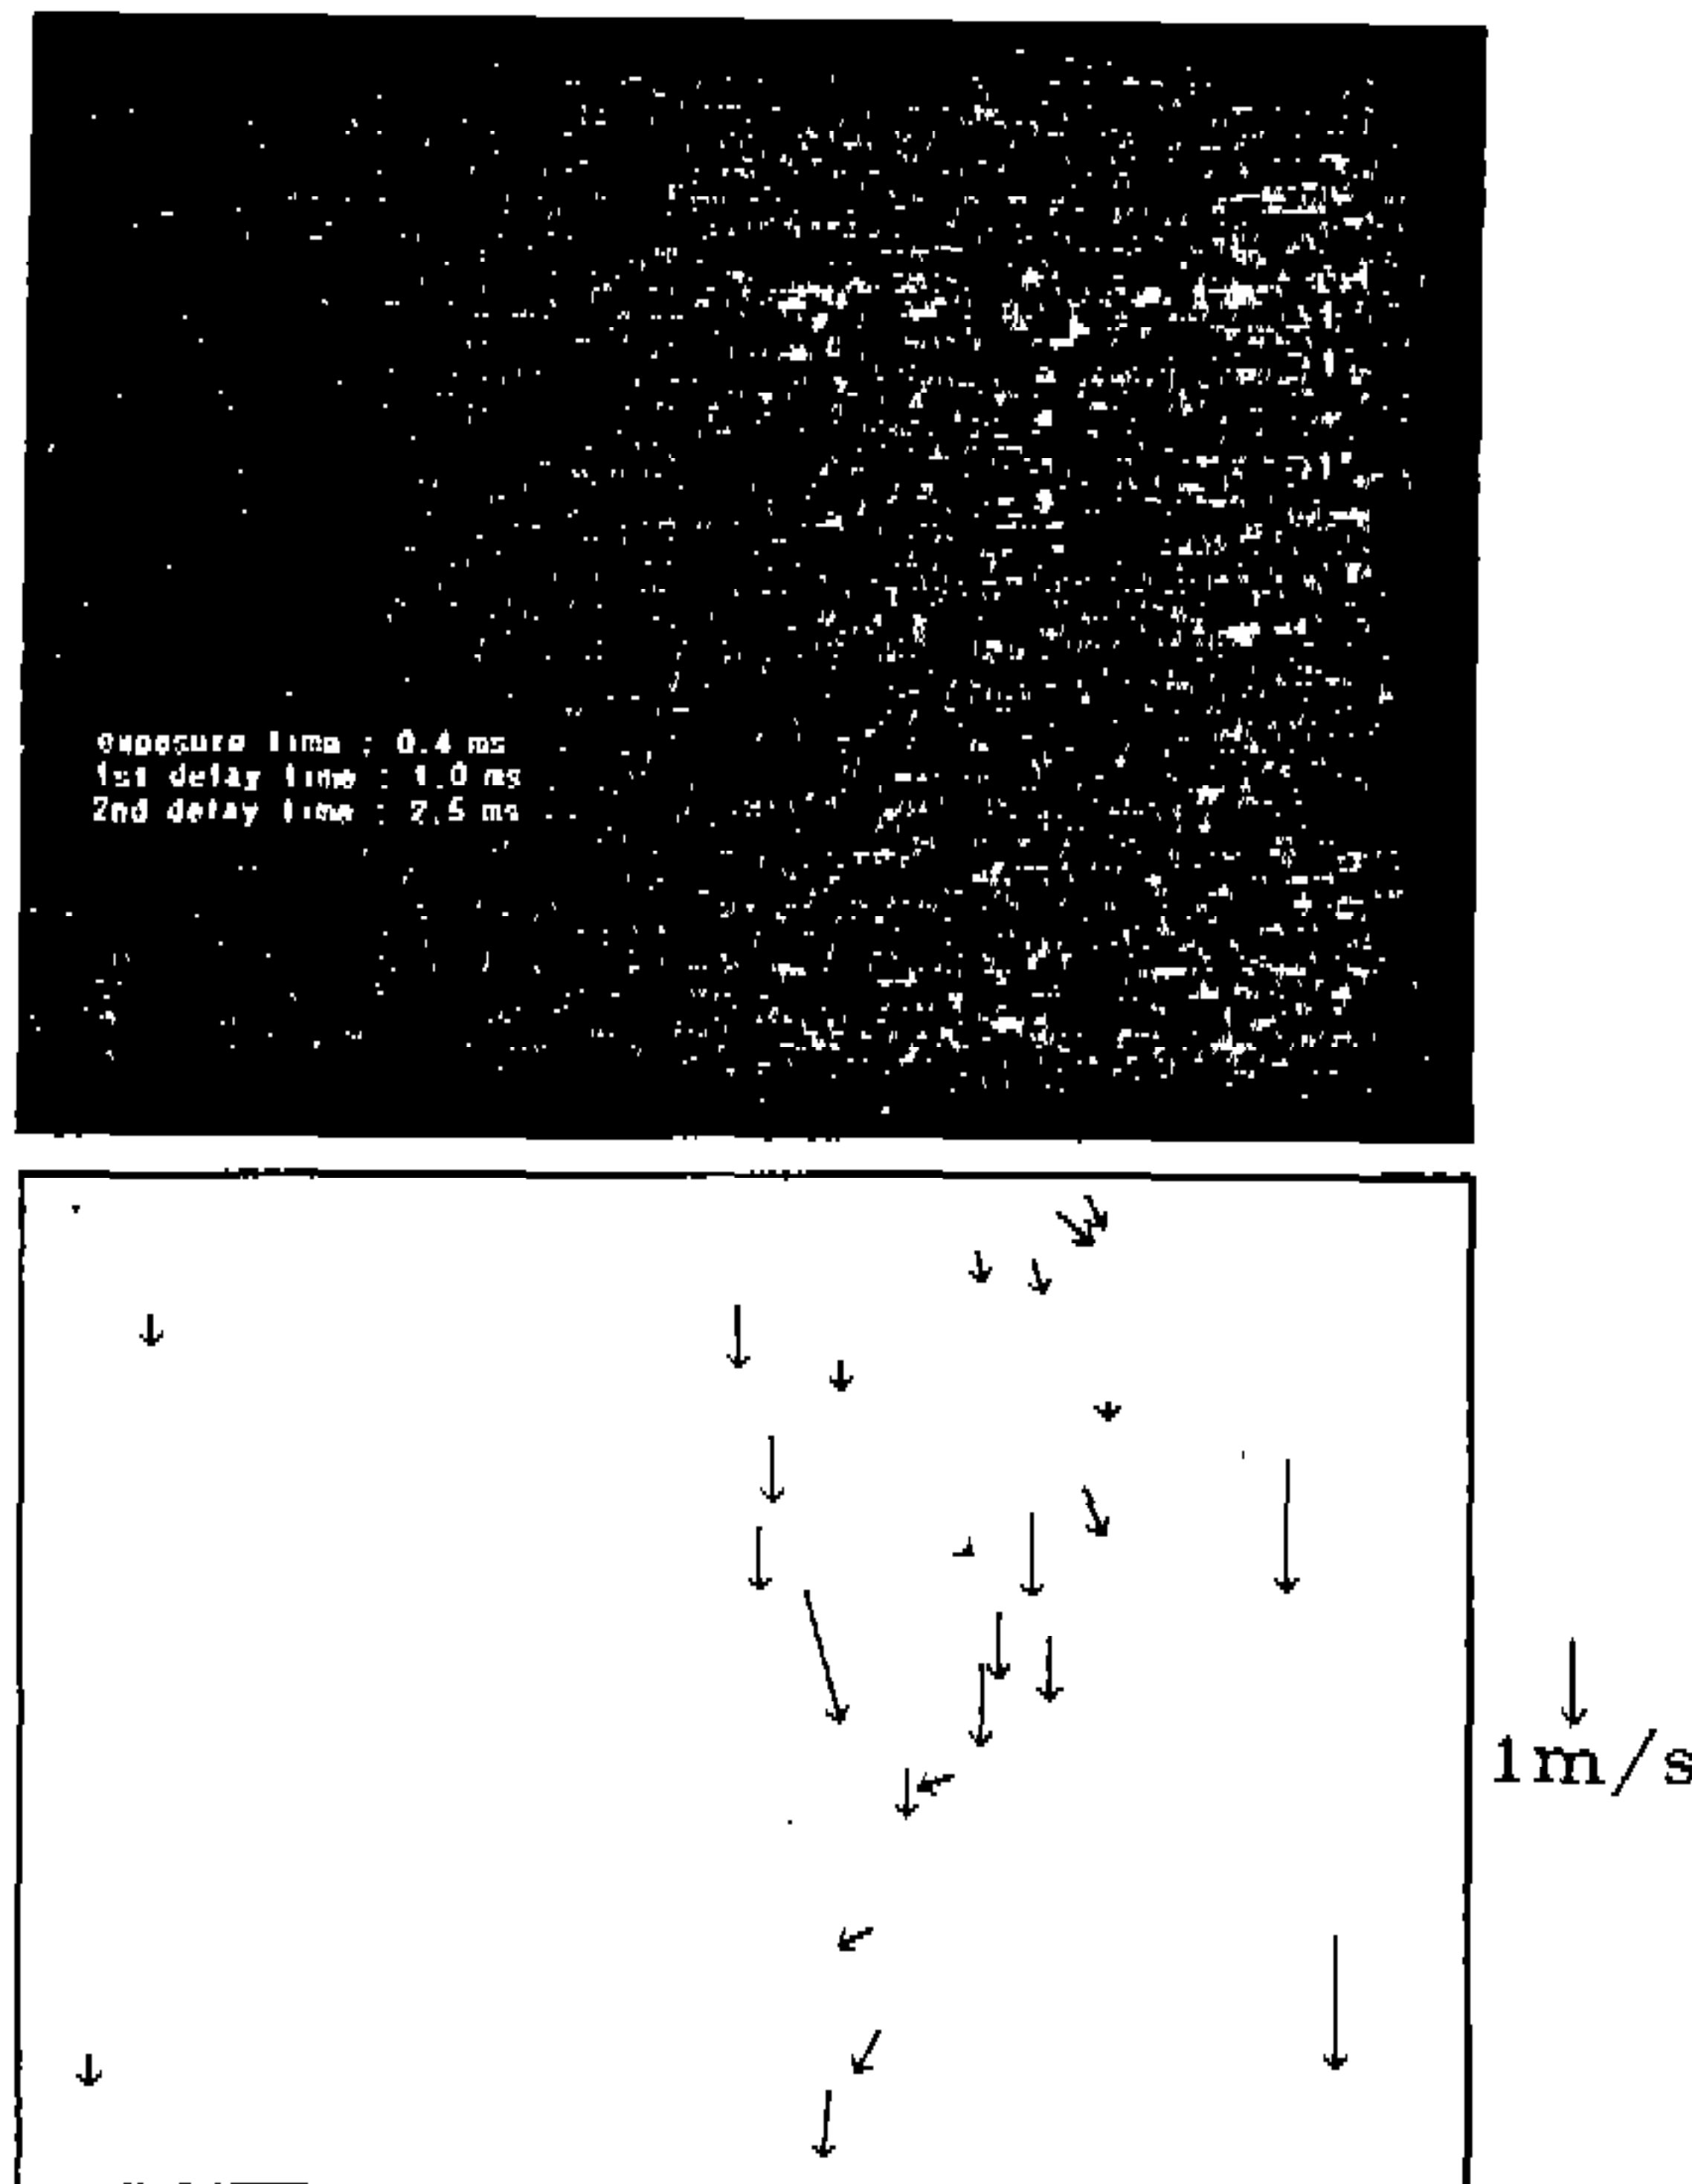 exposure time : 0.4 ms
1st delay time : 1.0 ms
2nd delay time : 2.5 ms
1m/s